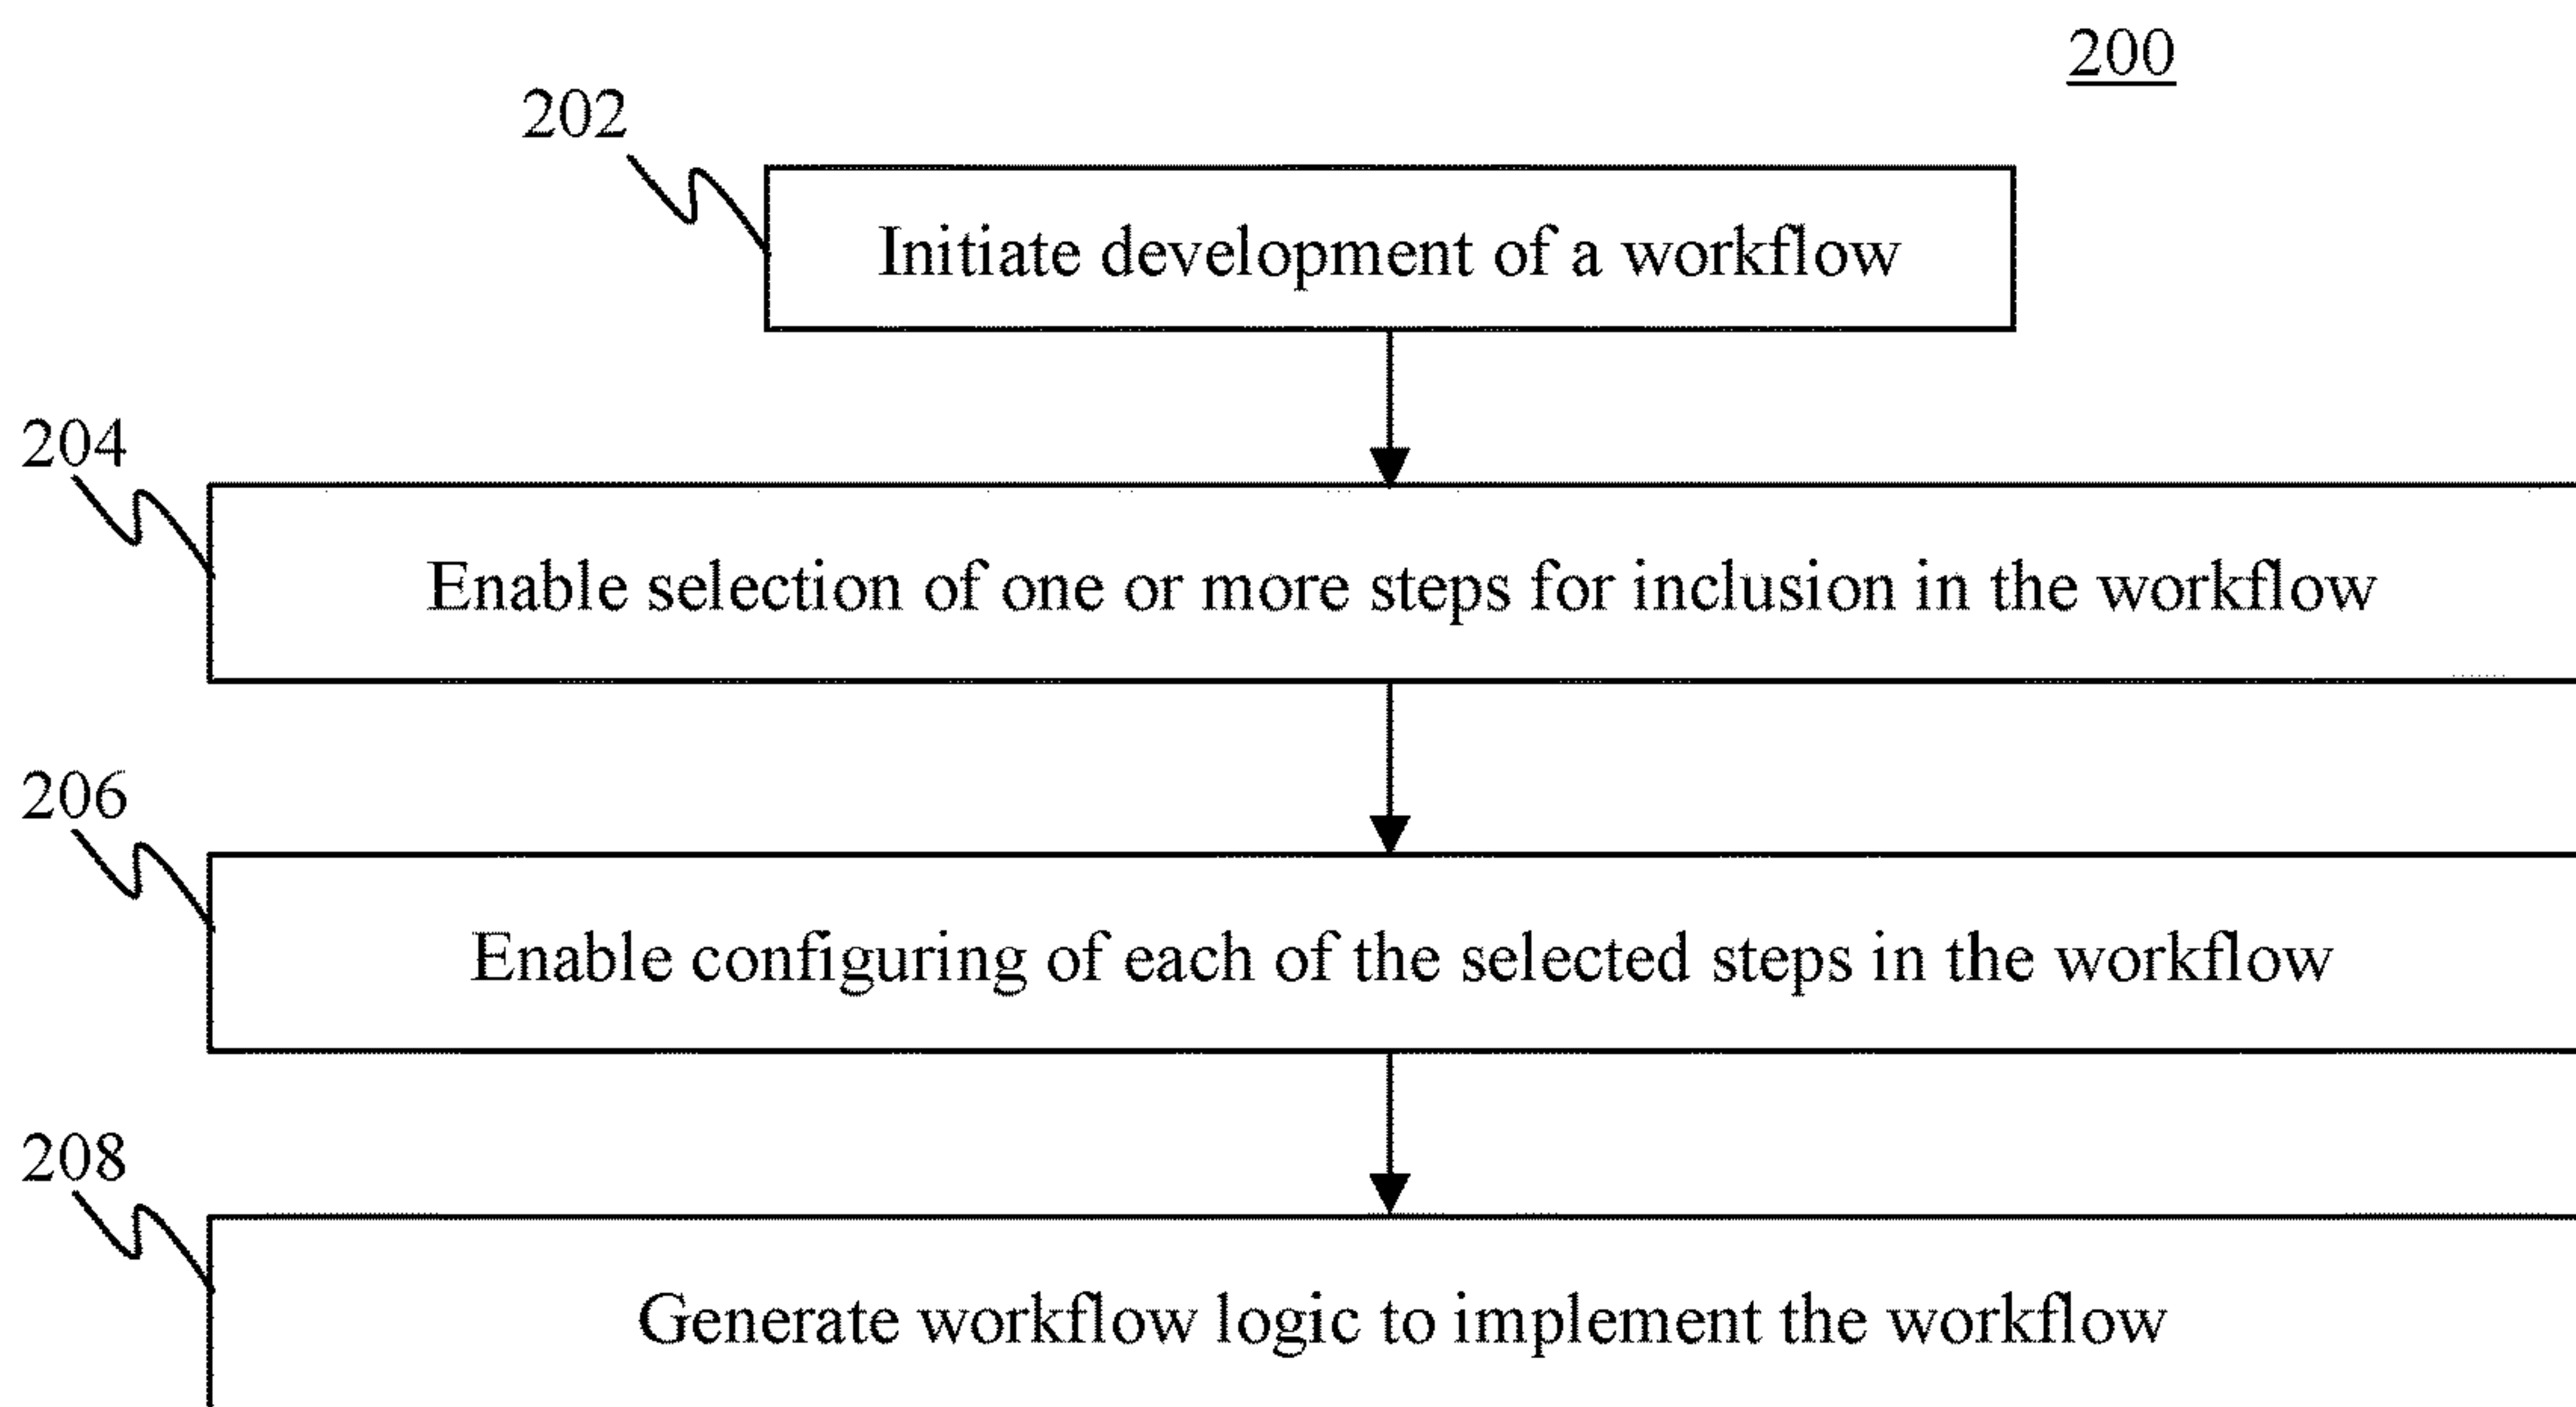 200
202
Initiate development of a workflow
204
Enable selection of one or more steps for inclusion in the workflow
206
Enable configuring of each of the selected steps in the workflow
208
Generate workflow logic to implement the workflow